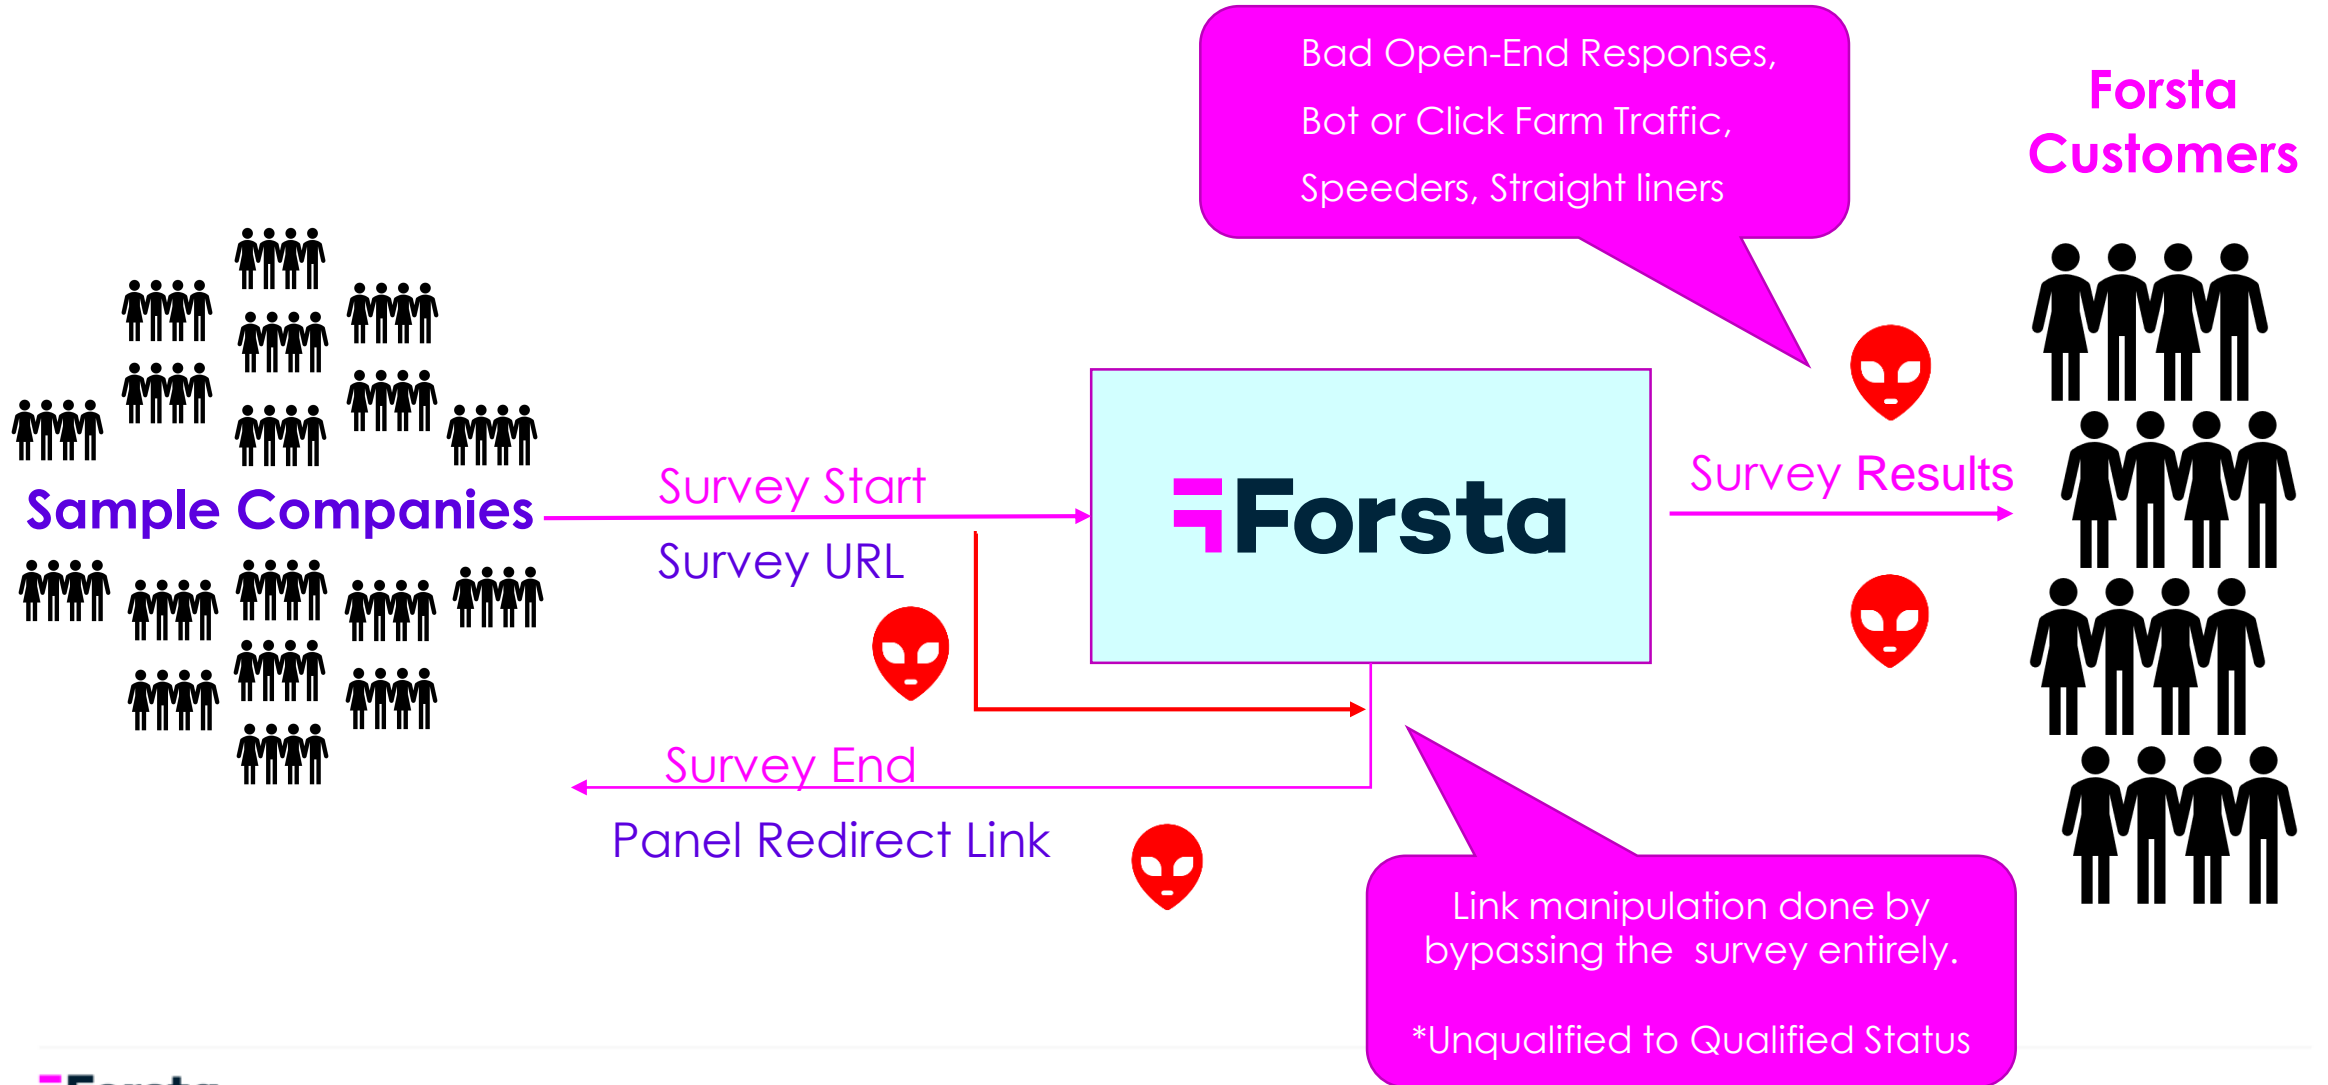 Bad Open-End Responses,
Bot or Click Farm Traffic,
Speeders, Straight liners
Forsta
Customers
Sample Companies
Survey Start
Survey URL
Forsta
Survey Results
Survey End
Panel Redirect Link
Link manipulation done by
bypassing the  survey entirely.
*Unqualified to Qualified Status
Forsta